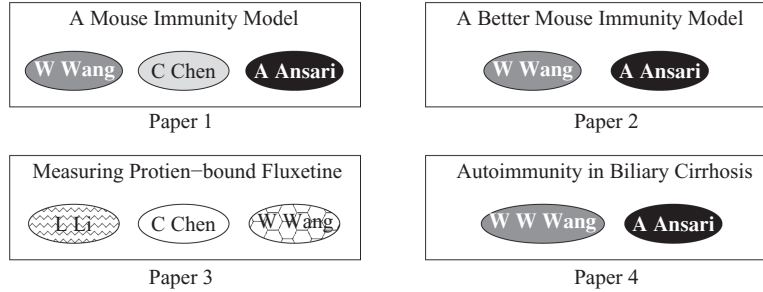 A Mouse Immunity Model
W Wang C Chen A Ansari
Paper 1
A Better Mouse Immunity Model
W Wang A Ansari
Paper 2
Measuring Protien−bound Fluxetine
L Li C Chen W Wang
Paper 3
Autoimmunity in Biliary Cirrhosis
W W Wang A Ansari
Paper 4